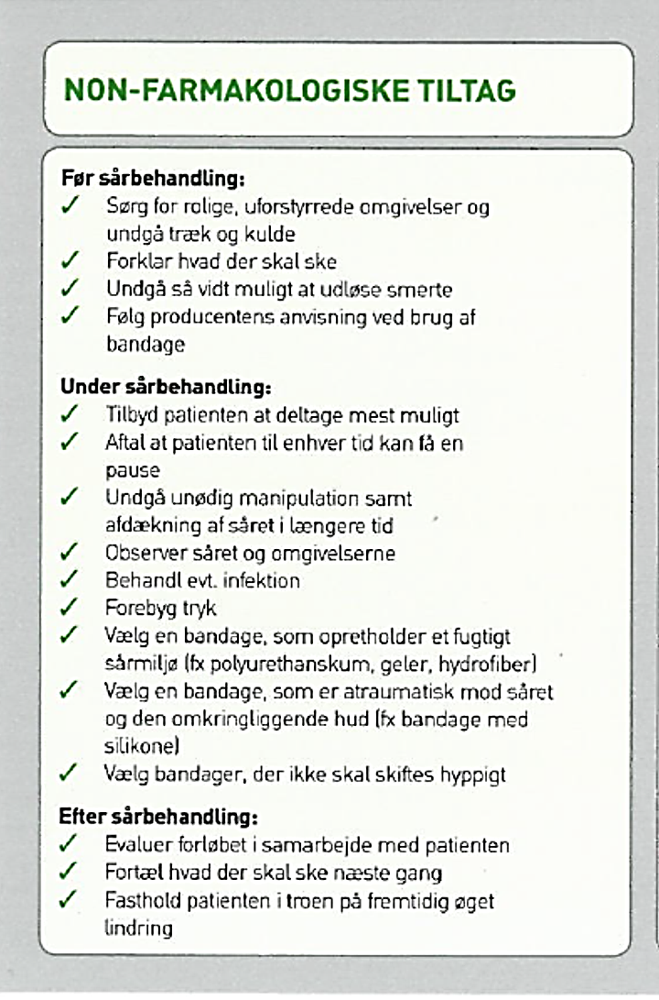 NON-FARMAKOLOGISKE TILTAG
Før sårbehandling:
✓ Sørg for rolige, uforstyrrede omgivelser og
undgå træk og kulde
✓ Forklar hvad der skal ske
✓ Undgå så vidt muligt at udløse smerte
✓ Følg producentens anvisning ved brug af
bandage
Under sårbehandling:
✓ Tilbyd patienten at deltage mest muligt
✓ Aftal at patienten til enhver tid kan få en
pause
✓ Undgå unødig manipulation samt
afdækning af såret i længere tid
✓ Observer såret og omgivelserne
✓ Behandl evt. infektion
✓ Forebyg tryk
✓ Vælg en bandage, som opretholder et fugtigt
sårmiljø (fx polyurethanskum, geler, hydrofiber)
✓ Vælg en bandage, som er atraumatisk mod såret
og den omkringliggende hud (fx bandage med
silikone)
✓ Vælg bandager, der ikke skal skiftes hyppigt
Efter sårbehandling:
✓ Evaluer forløbet i samarbejde med patienten
✓ Fortæl hvad der skal ske næste gang
✓ Fasthold patienten i troen på fremtidig øget
lindring